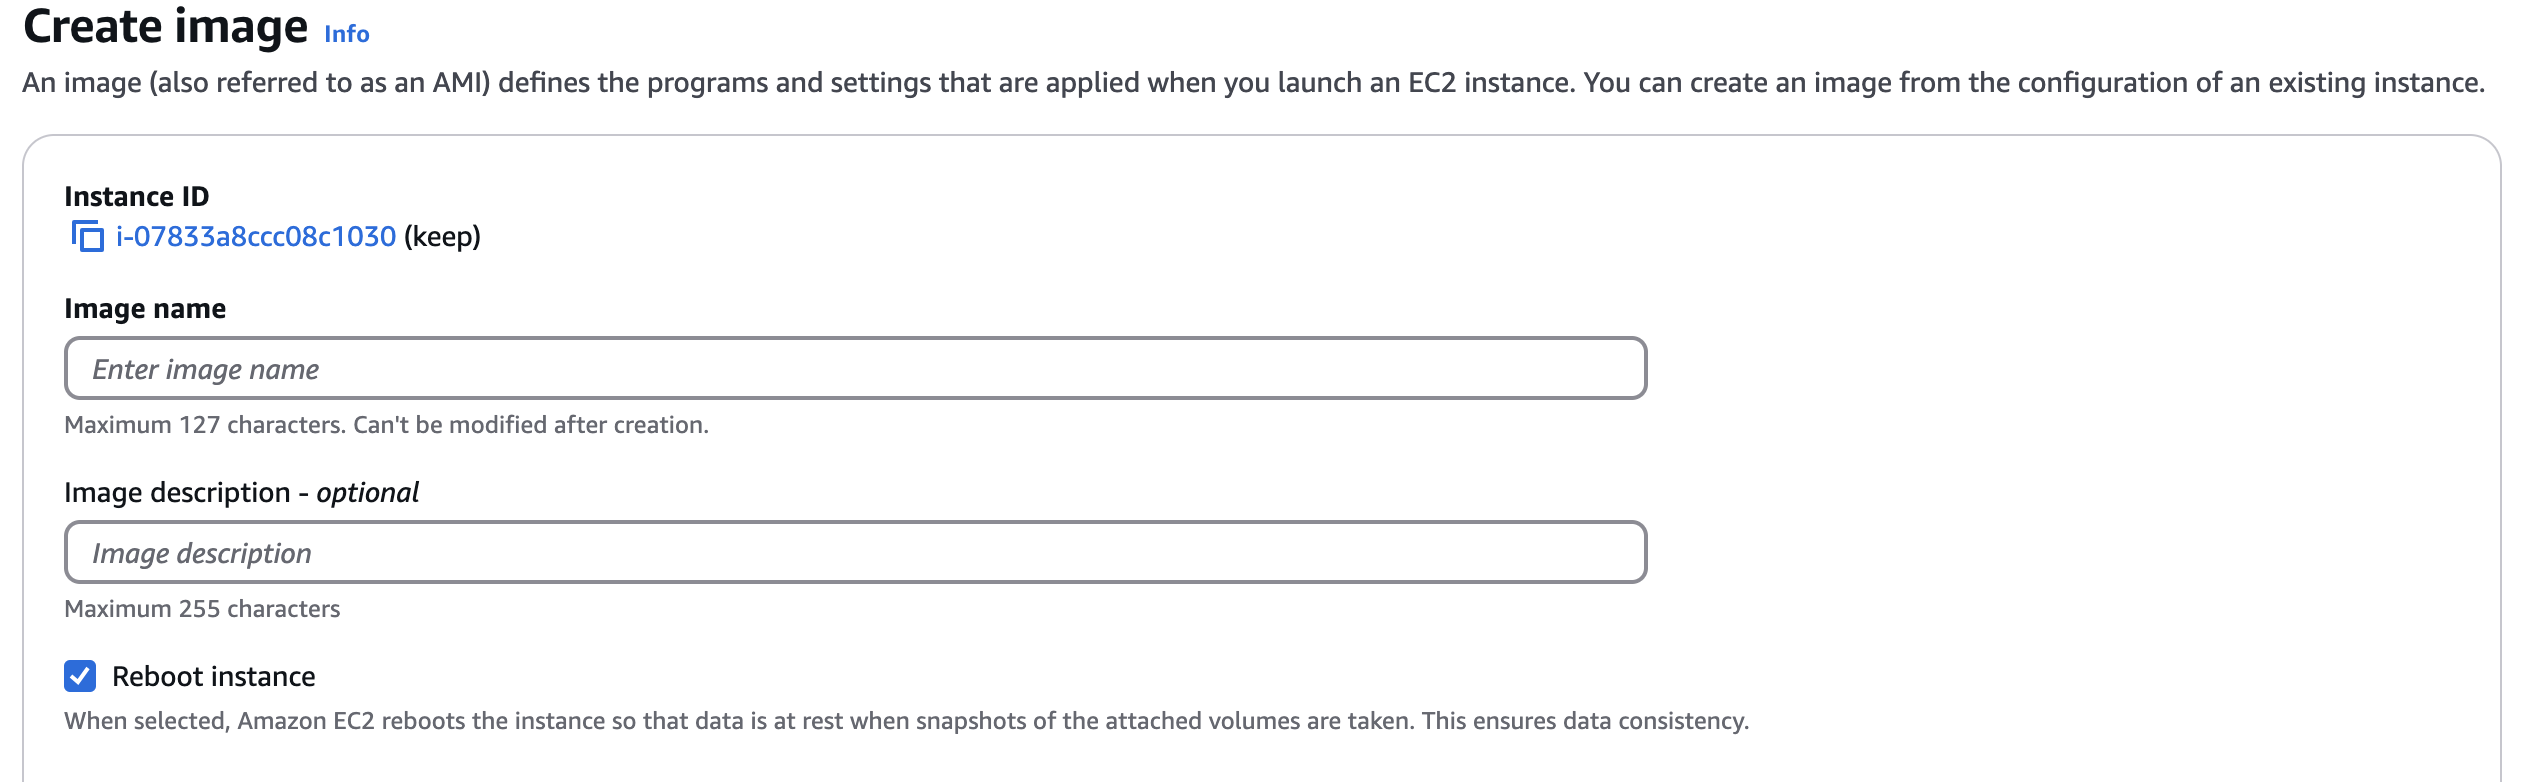 Create image Info
An image (also referred to as an AMI) defines the programs and settings that are applied when you launch an EC2 instance. You can create an image from the configuration of an existing instance.
Instance ID
i-07833a8ccc08c1030 (keep)
Image name
Enter image name
Maximum 127 characters. Can't be modified after creation.
Image description - optional
Image description
Maximum 255 characters
Reboot instance
When selected, Amazon EC2 reboots the instance so that data is at rest when snapshots of the attached volumes are taken. This ensures data consistency.